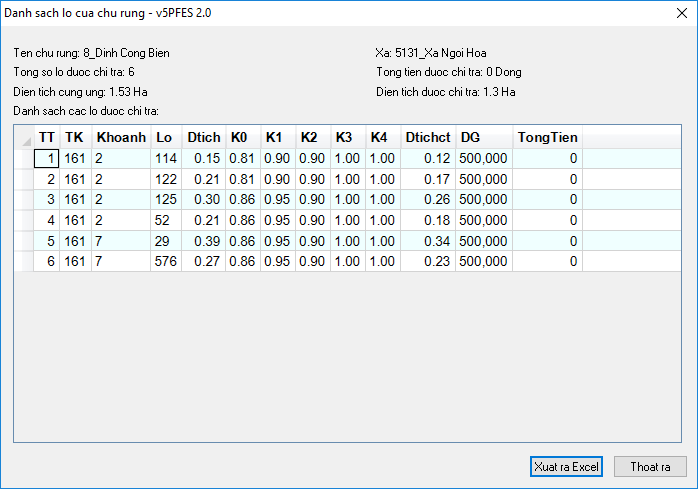 Danh sach lo cua chu rung - v5PFES 2.0
Ten chu rung: 8_Dinh Cong Bien Xa: 5131_Xa Ngoi Hoa
Tong so lo duoc chi tra: 6 Tong tien duoc chi tra: 0 Dong
Dien tich cung ung: 1.53 Ha Dien tich duoc chi tra: 1.3 Ha
Danh sach cac lo duoc chi tra:
TT TK Khoanh Lo Dtich K0 K1 K2 K3 K4 Dtichct DG TongTien
1 161 2 114 0.15 0.81 0.90 0.90 1.00 1.00 0.12 500,000 0
2 161 2 122 0.21 0.81 0.90 0.90 1.00 1.00 0.17 500,000 0
3 161 2 125 0.30 0.86 0.95 0.90 1.00 1.00 0.26 500,000 0
4 161 2 52 0.21 0.86 0.95 0.90 1.00 1.00 0.18 500,000 0
5 161 7 29 0.39 0.86 0.95 0.90 1.00 1.00 0.34 500,000 0
6 161 7 576 0.27 0.86 0.95 0.90 1.00 1.00 0.23 500,000 0
Xuat ra Excel Thoat ra